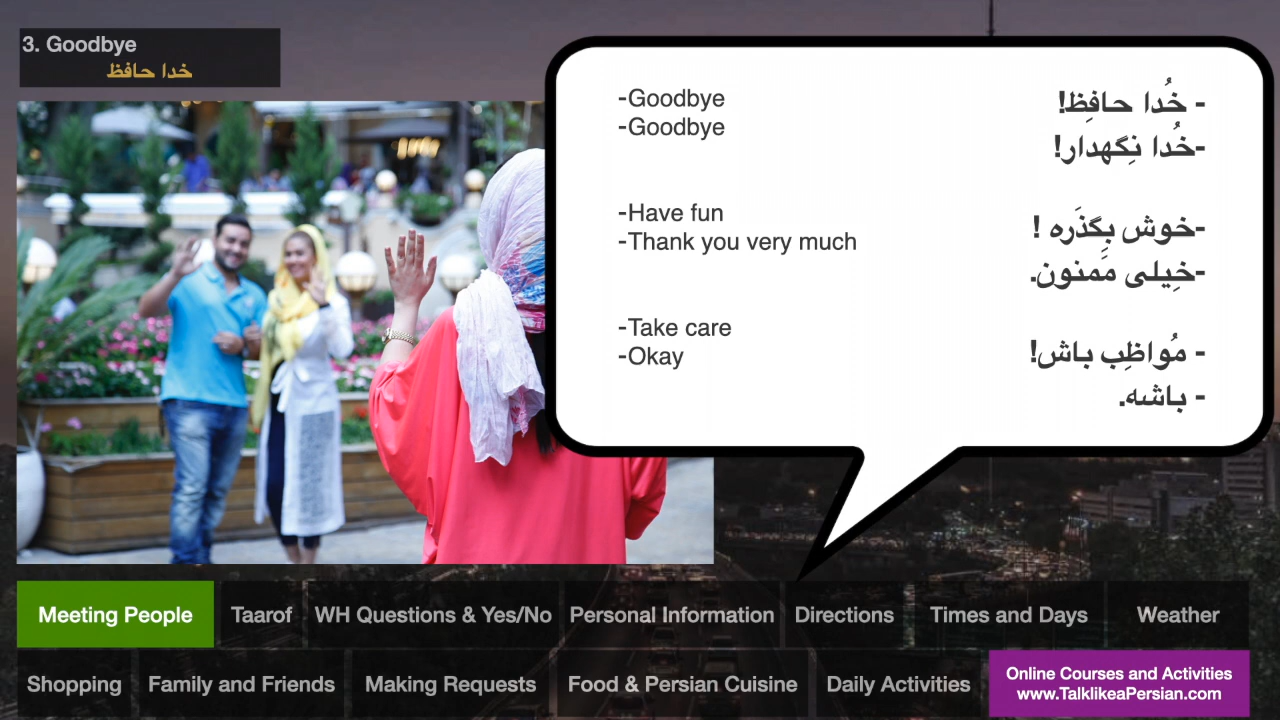 3. Goodbye
خدا حافظ
-Goodbye
-Goodbye
-Have fun
-Thank you very much
-Take care
-Okay
- خُدا حافِظ!
-خُدا نِگهدار!
-خوش بِگذَره !
-خِیلی مَمنون.
- مُواظِب باش!
- باشه.
Meeting People
Taarof
WH Questions & Yes/No
Personal Information
Directions
Times and Days
Weather
Shopping
Family and Friends
Making Requests
Food & Persian Cuisine
Daily Activities
Online Courses and Activities
www.TalklikeaPersian.com